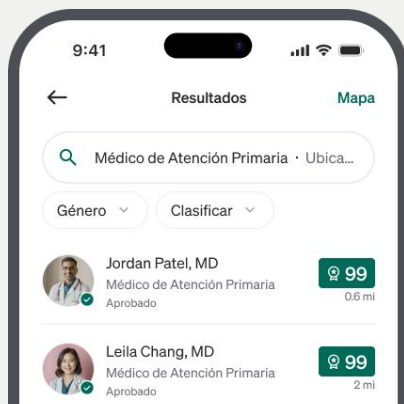 9:41
Resultados
Mapa
Médico de Atención Primaria · Ubica...
Género
Clasificar
Jordan Patel, MD
Médico de Atención Primaria
Aprobado
99
0.6 mi
Leila Chang, MD
Médico de Atención Primaria
Aprobado
99
2 mi